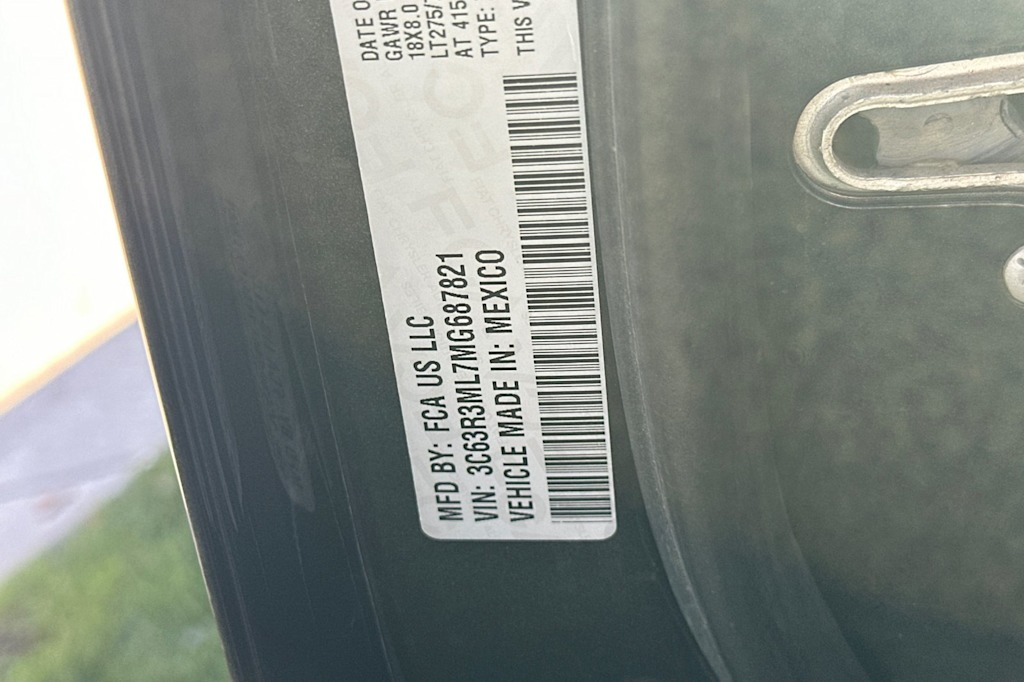 DATE O
GAWR
18X8.0
LT275/
AT 415
TYPE:
THIS V
MFD BY: FCA US LLC
VIN: 3C63R3ML7MG687821
VEHICLE MADE IN: MEXICO